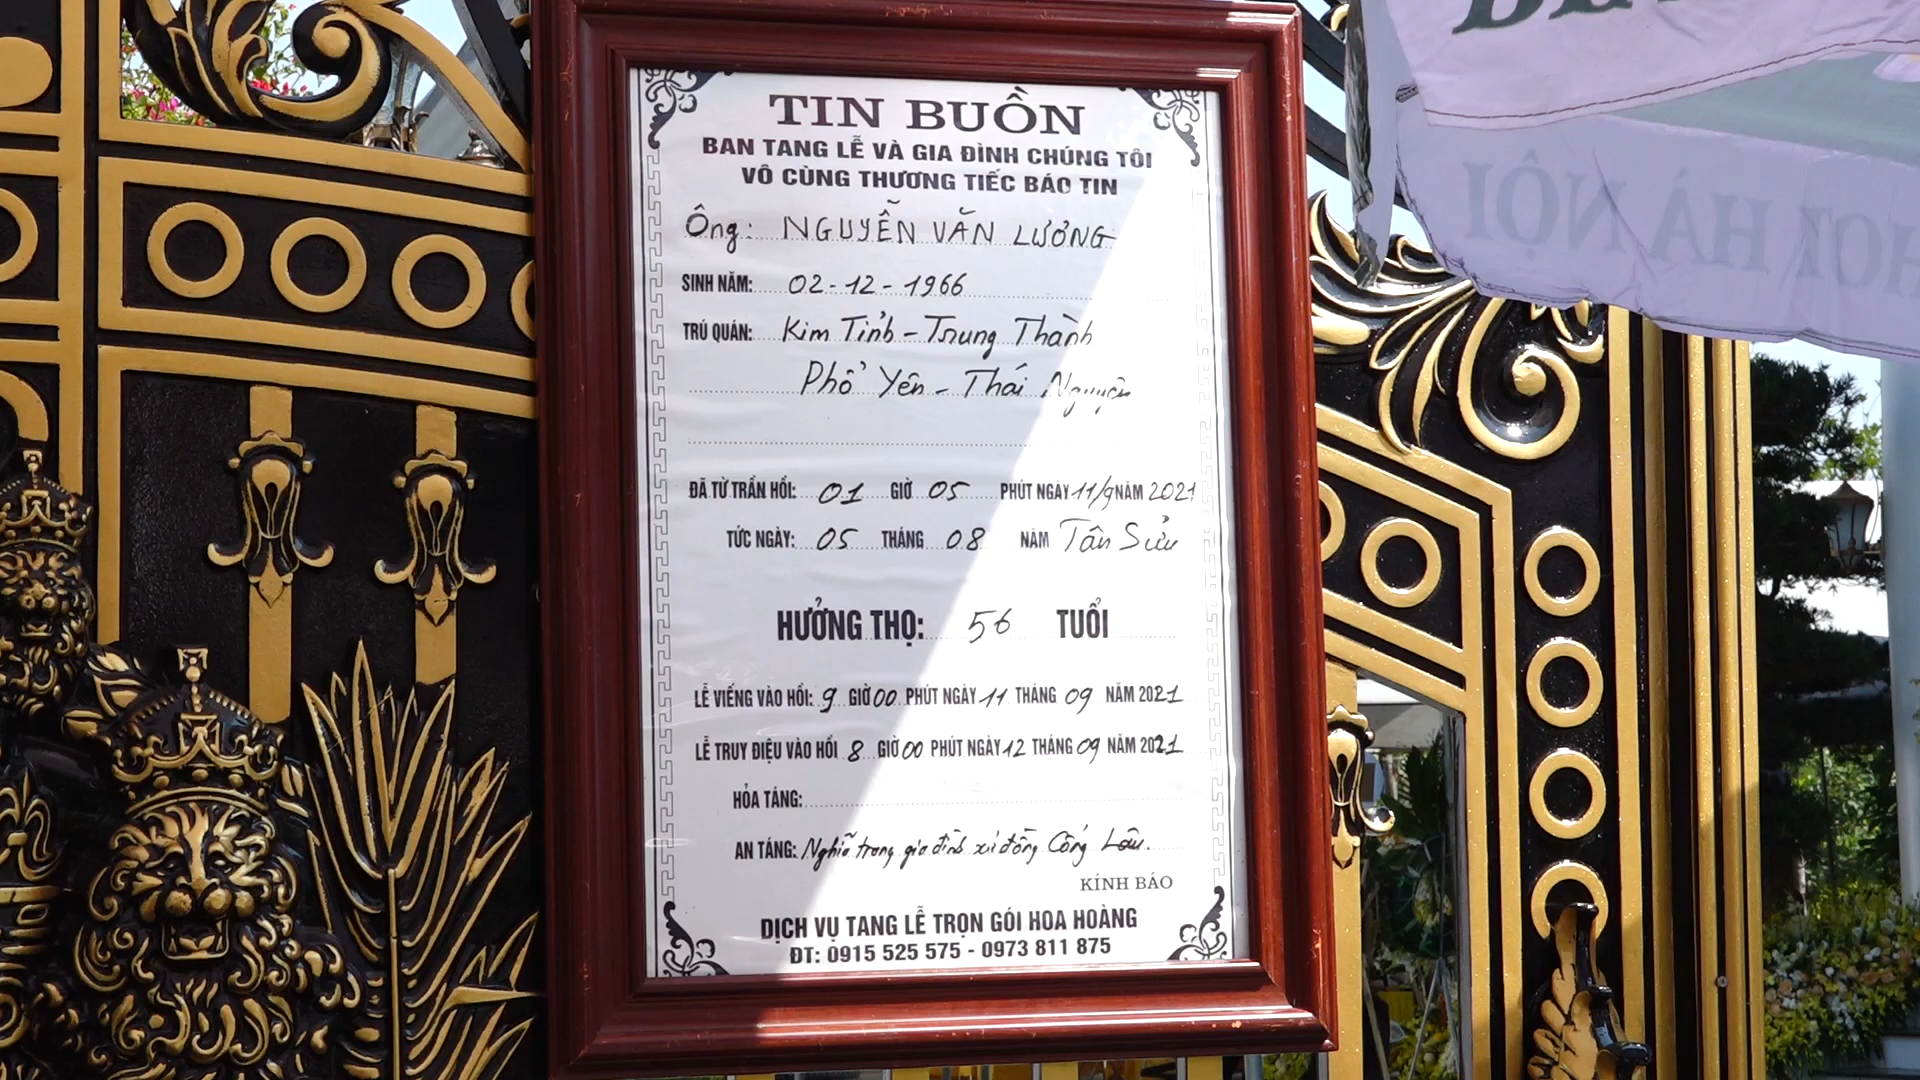 TIN BUỒN
BAN TANG LỄ VÀ GIA ĐÌNH CHÚNG TÔI
VÔ CÙNG THƯƠNG TIẾC BÁO TIN
Ông: NGUYỄN VĂN LƯƠNG
SINH NĂM: 02-12-1966
TRÚ QUÁN: Kim Tỉnh - Trung Thành
Phổ Yên - Thái Nguyên
ĐÃ TỪ TRẦN HỒI: 01 GIỜ 05 PHÚT NGÀY 11/9 NĂM 2021
TỨC NGÀY: 05 THÁNG 08 NĂM Tân Sửu
HƯỞNG THỌ: 56 TUỔI
LỄ VIẾNG VÀO HỒI: 9 GIỜ 00 PHÚT NGÀY 11 THÁNG 09 NĂM 2021
LỄ TRUY ĐIỆU VÀO HỒI 8 GIỜ 00 PHÚT NGÀY 12 THÁNG 09 NĂM 2021
HỎA TÁNG:
AN TÁNG: Nghĩa trang gia đình xứ đồng Cống
KÍNH BÁO
DỊCH VỤ TANG LỄ TRỌN GÓI HOA HOÀNG
ĐT: 0915 525 575 - 0973 811 875
HƠI HÀ NỘI